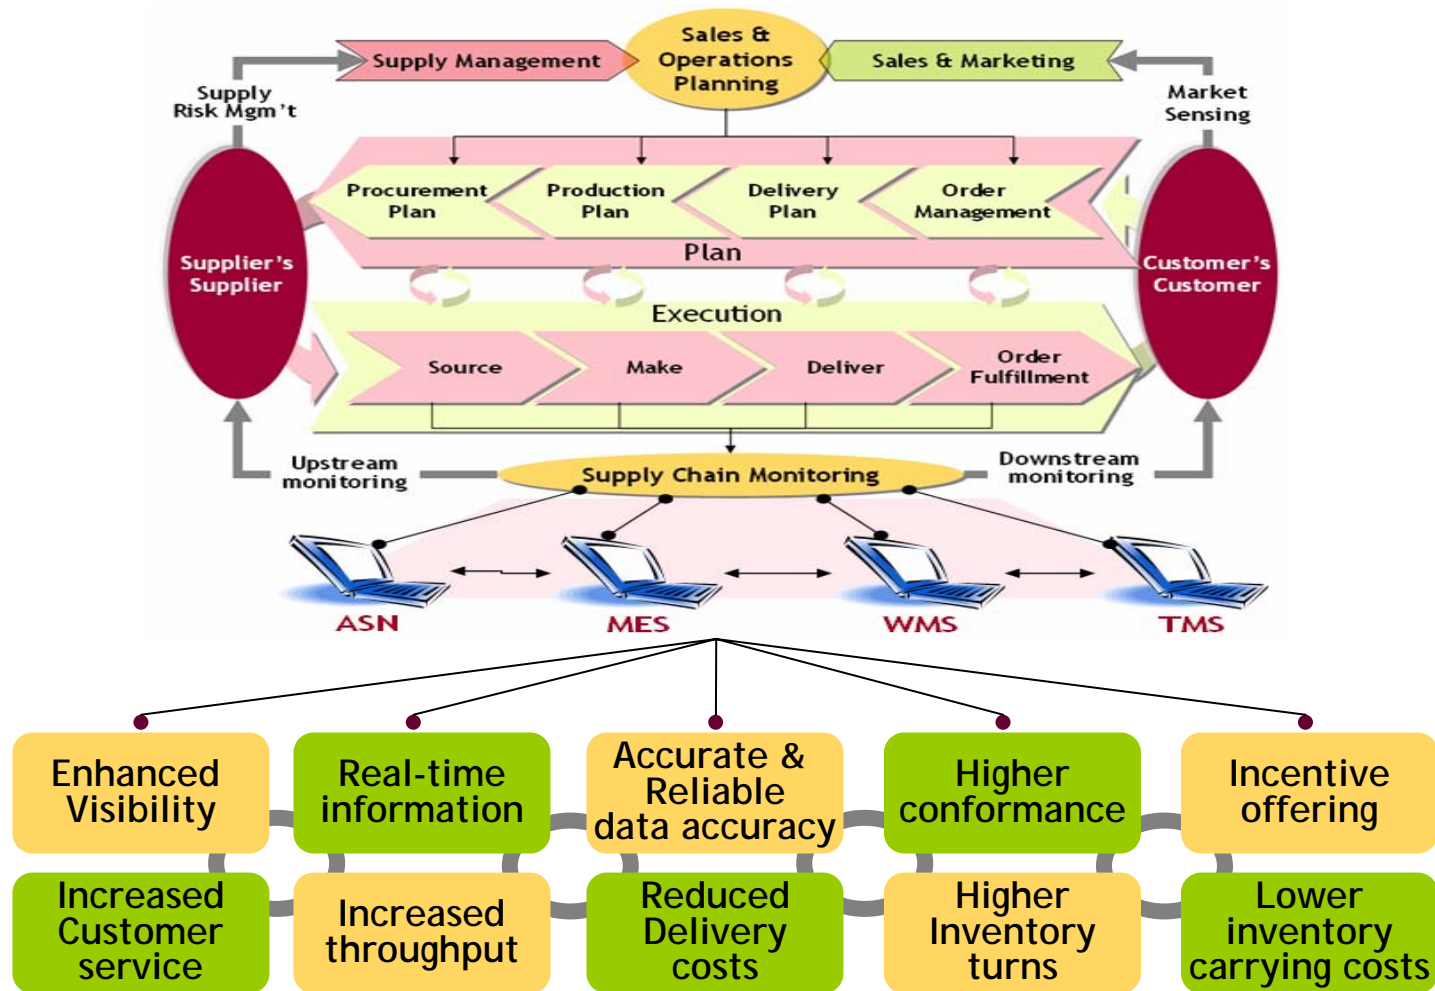 Sales &
Operations
Planning
Supply Management
Sales & Marketing
Supply
Risk Mgm't
Market
Sensing
Procurement
Plan
Production
Plan
Delivery
Plan
Order
Management
Plan
Supplier's
Supplier
Customer's
Customer
Execution
Source
Make
Deliver
Order
Fulfillment
Upstream
monitoring
Supply Chain Monitoring
Downstream
monitoring
ASN
MES
WMS
TMS
Enhanced
Visibility
Real-time
information
Accurate &
Reliable
data accuracy
Higher
conformance
Incentive
offering
Increased
Customer
service
Increased
throughput
Reduced
Delivery
costs
Higher
Inventory
turns
Lower
inventory
carrying costs